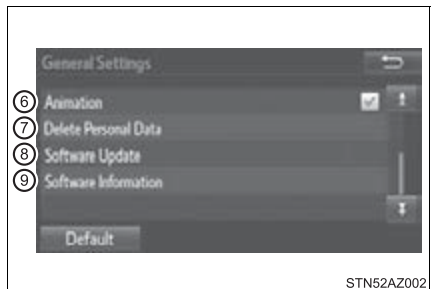 General Settings
⑥ Animation
⑦ Delete Personal Data
⑧ Software Update
⑨ Software Information
Default
STN52AZ002